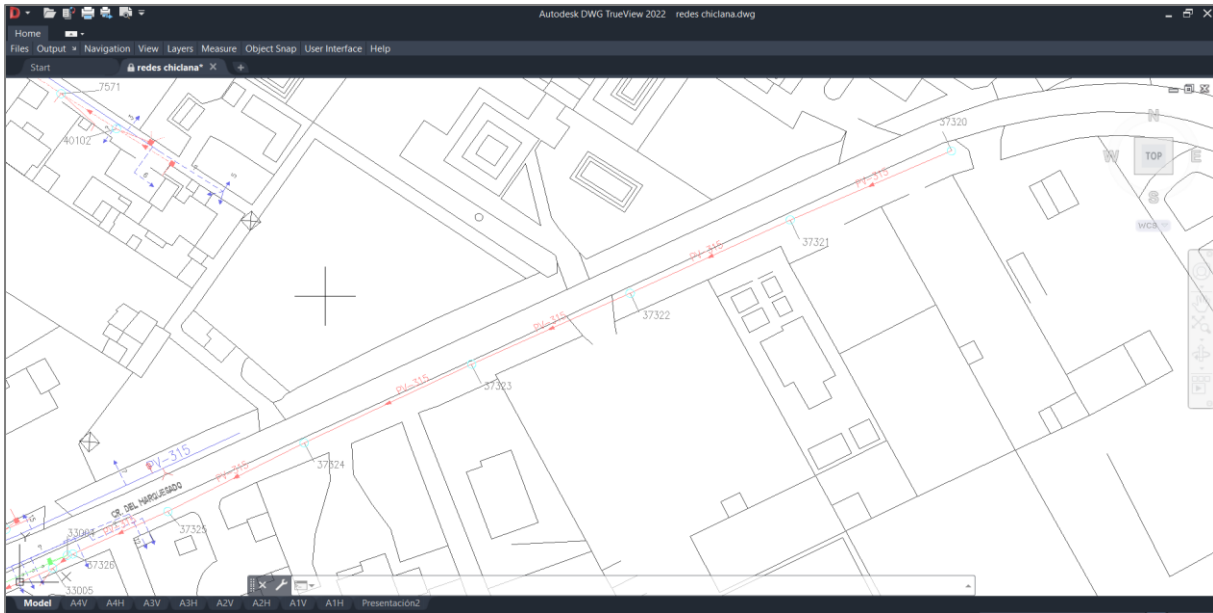 Autodesk DWG TrueView 2022 redes chiclana.dwg
Home
Files Output Navigation View Layers Measure Object Snap User Interface Help
Start redes chiclana*
7571
40102
37320
N
W TOP E
S
WCS
PV-315
37321
PV-315
37322
PV-315
37323
PV-315
37324
PV-315
PV-315
CR. DEL MARQUESADO
37325
PV-315
33004
37326
33005
Y
X
Model A4V A4H A3V A3H A2V A2H A1V A1H Presentación2